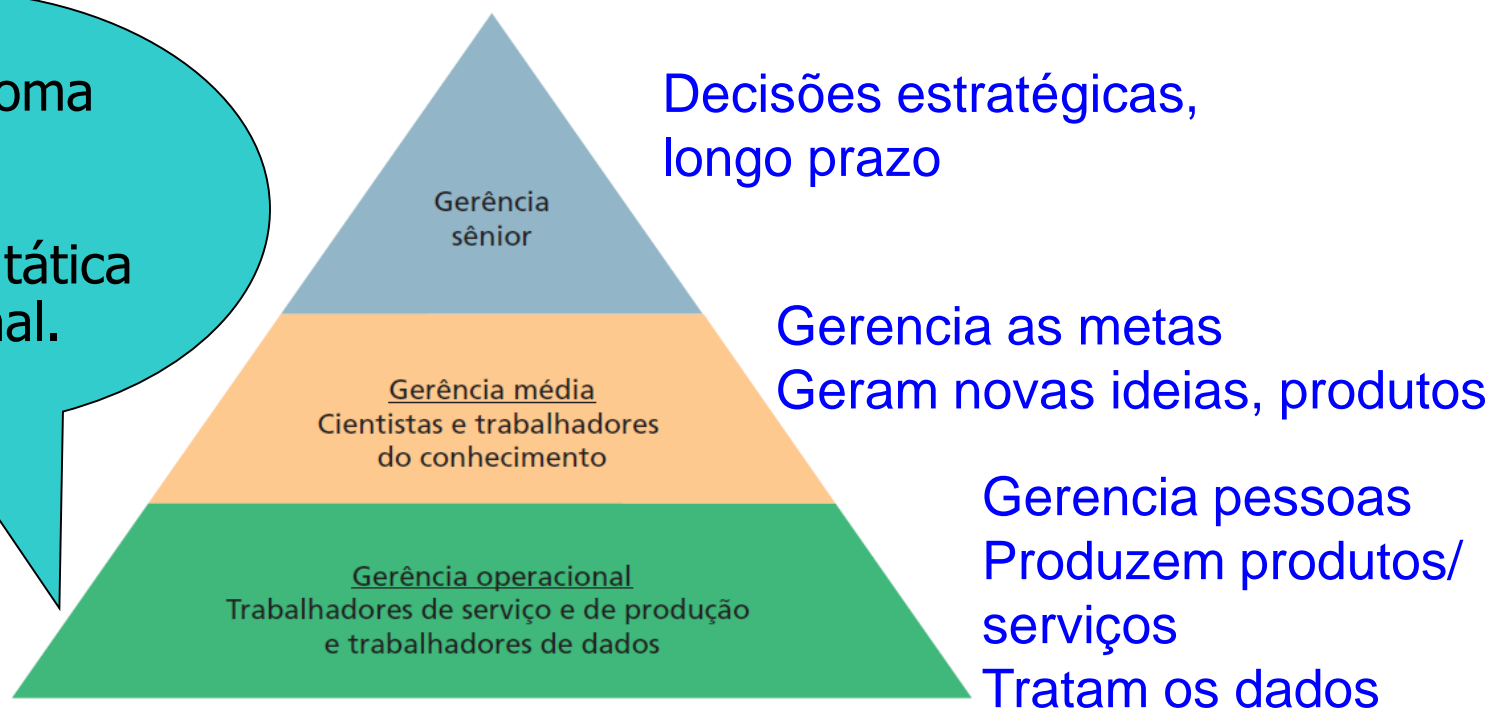 tática
Gerência
sênior
Gerência média
Cientistas e trabalhadores
do conhecimento
Gerência operacional
Trabalhadores de serviço e de produção
e trabalhadores de dados
Decisões estratégicas,
longo prazo
Gerencia as metas
Geram novas ideias, produtos
Gerencia pessoas
Produzem produtos/
serviços
Tratam os dados